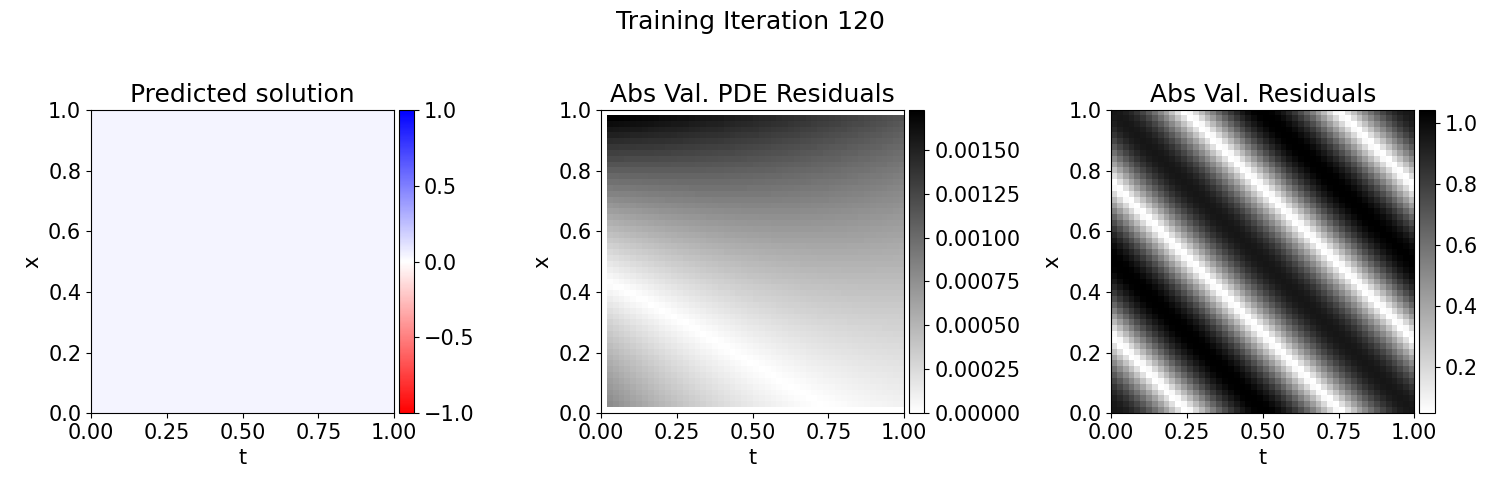 Training Iteration 120
Predicted solution
1.0
0.8
0.6
0.4
0.2
0.0
x
0.00 0.25 0.50 0.75 1.00
t
1.0
0.5
0.0
−0.5
−1.0
Abs Val. PDE Residuals
1.0
0.8
0.6
0.4
0.2
0.0
x
0.00 0.25 0.50 0.75 1.00
t
0.00150
0.00125
0.00100
0.00075
0.00050
0.00025
0.00000
Abs Val. Residuals
1.0
0.8
0.6
0.4
0.2
0.0
x
0.00 0.25 0.50 0.75 1.00
t
1.0
0.8
0.6
0.4
0.2